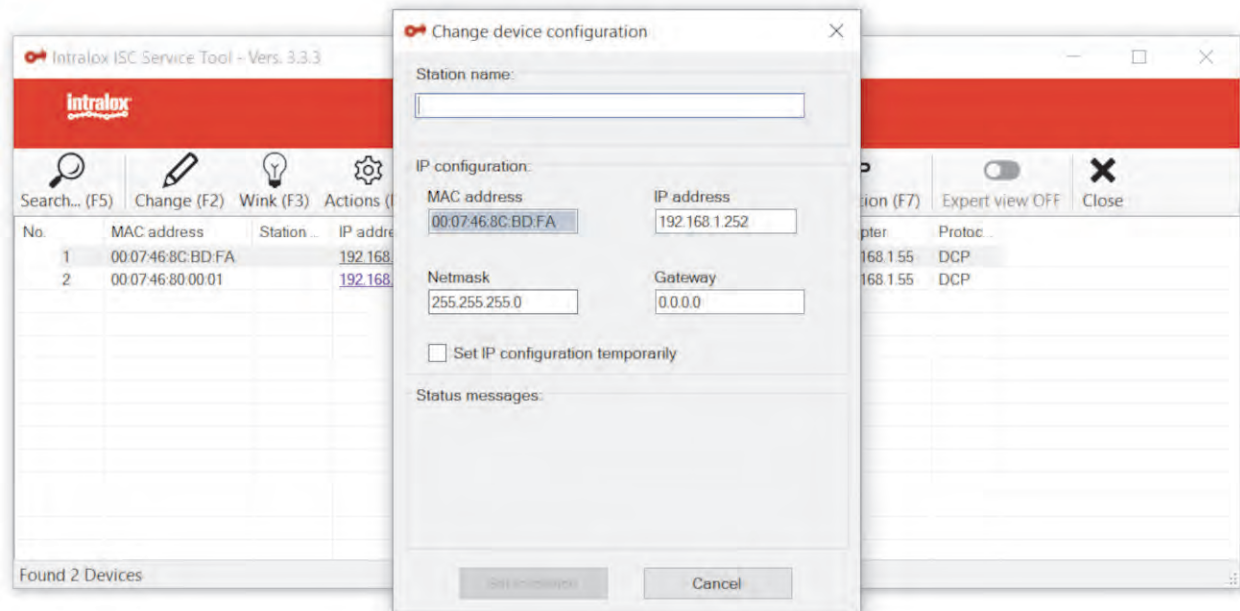 Change device configuration
Intralox ISC Service Tool - Vers. 3.3.3
intralox
Station name:
Search... (F5)
Change (F2)
Wink (F3)
Actions (
ion (F7)
Expert view OFF
Close
IP configuration:
MAC address
IP address
00:07:46:8C:BD:FA
192.168.1.252
Netmask
Gateway
255.255.255.0
0.0.0.0
Set IP configuration temporarily
Status messages:
Cancel
No. MAC address Station ... IP addre pter Protoc...
1 00:07:46:8C:BD:FA 192.168. 168.1.55 DCP
2 00:07:46:80:00:01 192.168. 168.1.55 DCP
Found 2 Devices